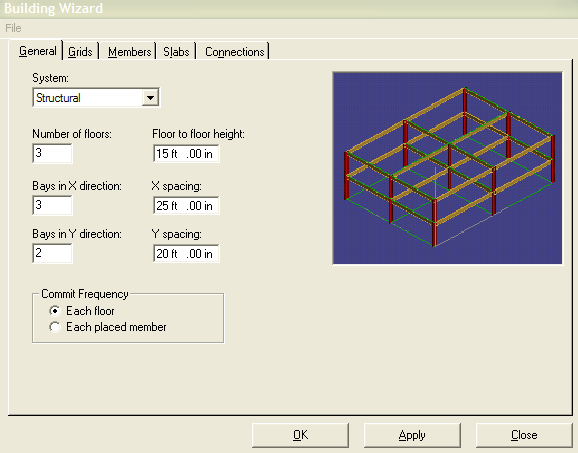 Building Wizard
File
General Grids Members Slabs Connections
System:
Structural
Number of floors: Floor to floor height:
3 15 ft .00 in
Bays in X direction: X spacing:
3 25 ft .00 in
Bays in Y direction: Y spacing:
2 20 ft .00 in
Commit Frequency
Each floor
Each placed member
OK Apply Close